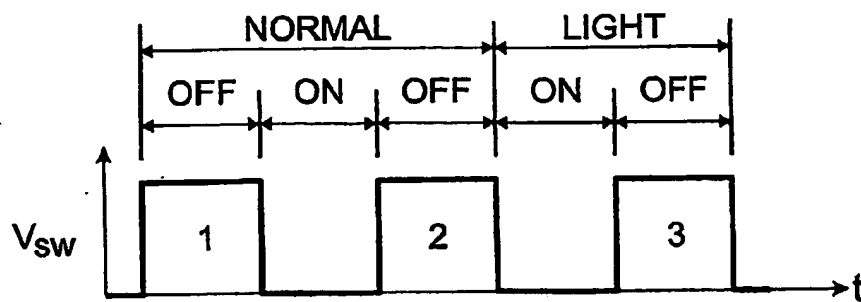 NORMAL LIGHT
OFF ON OFF ON OFF
VSW 1 2 3
t